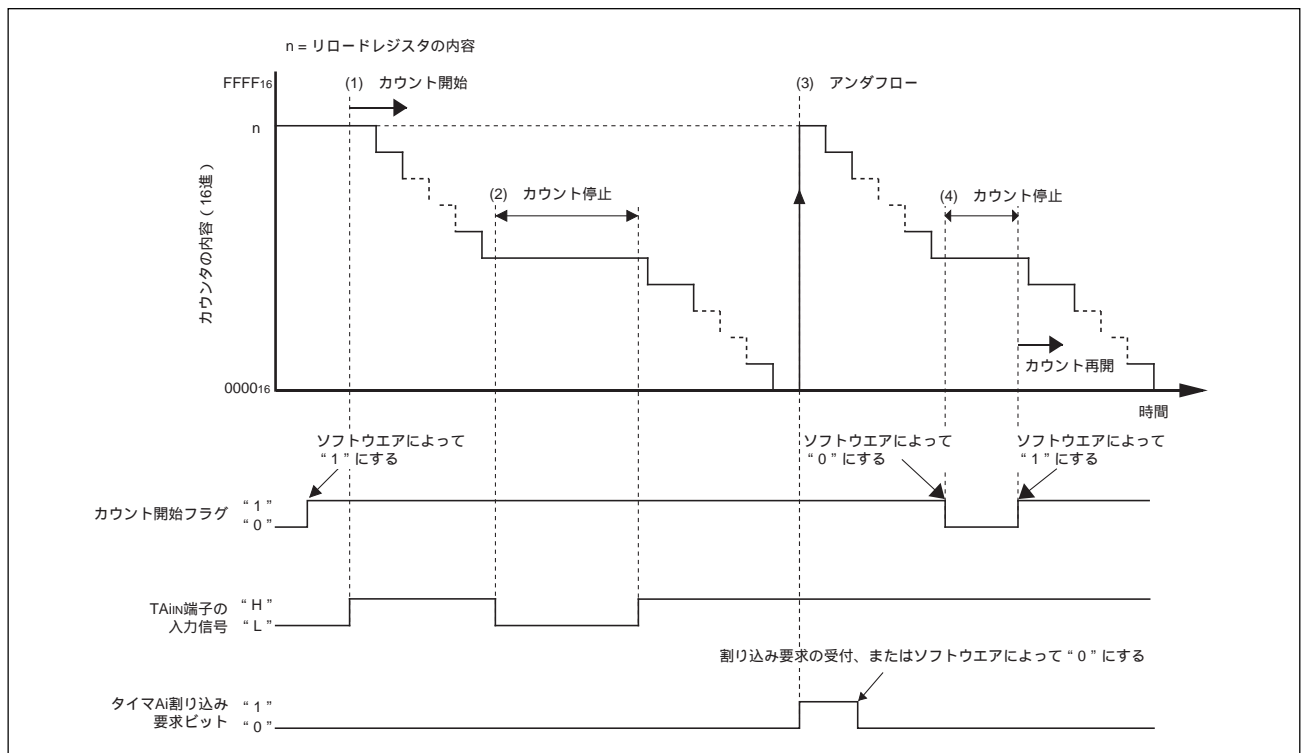 n = リロードレジスタの内容
FFFF16
(1) カウント開始
(3) アンダフロー
n
(2) カウント停止
(4) カウント停止
カウンタの内容（16進）
カウント再開
000016
時間
ソフトウエアによって
“1”にする
ソフトウエアによって
“0”にする
ソフトウエアによって
“1”にする
カウント開始フラグ
“1”
“0”
TAiIN端子の
入力信号
“H”
“L”
割り込み要求の受付、またはソフトウエアによって“0”にする
タイマAi割り込み
要求ビット
“1”
“0”